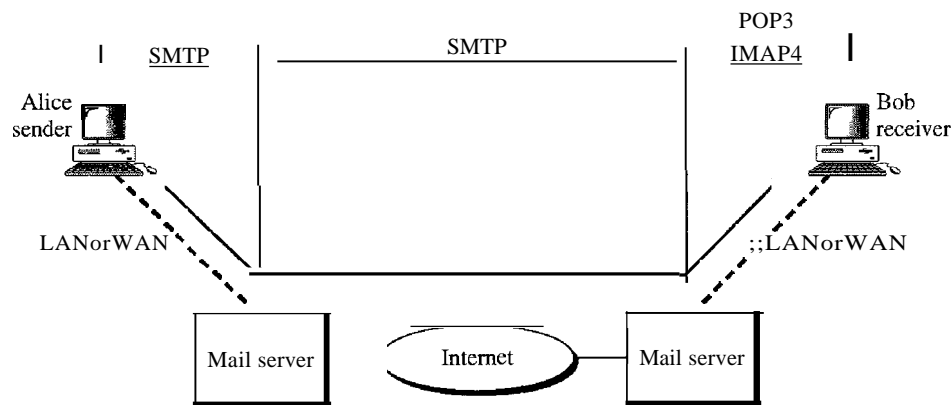 POP3
SMTP
SMTP
IMAP4
Alice
sender
Bob
receiver
LANorWAN
;;LANorWAN
Mail server
Internet
Mail server